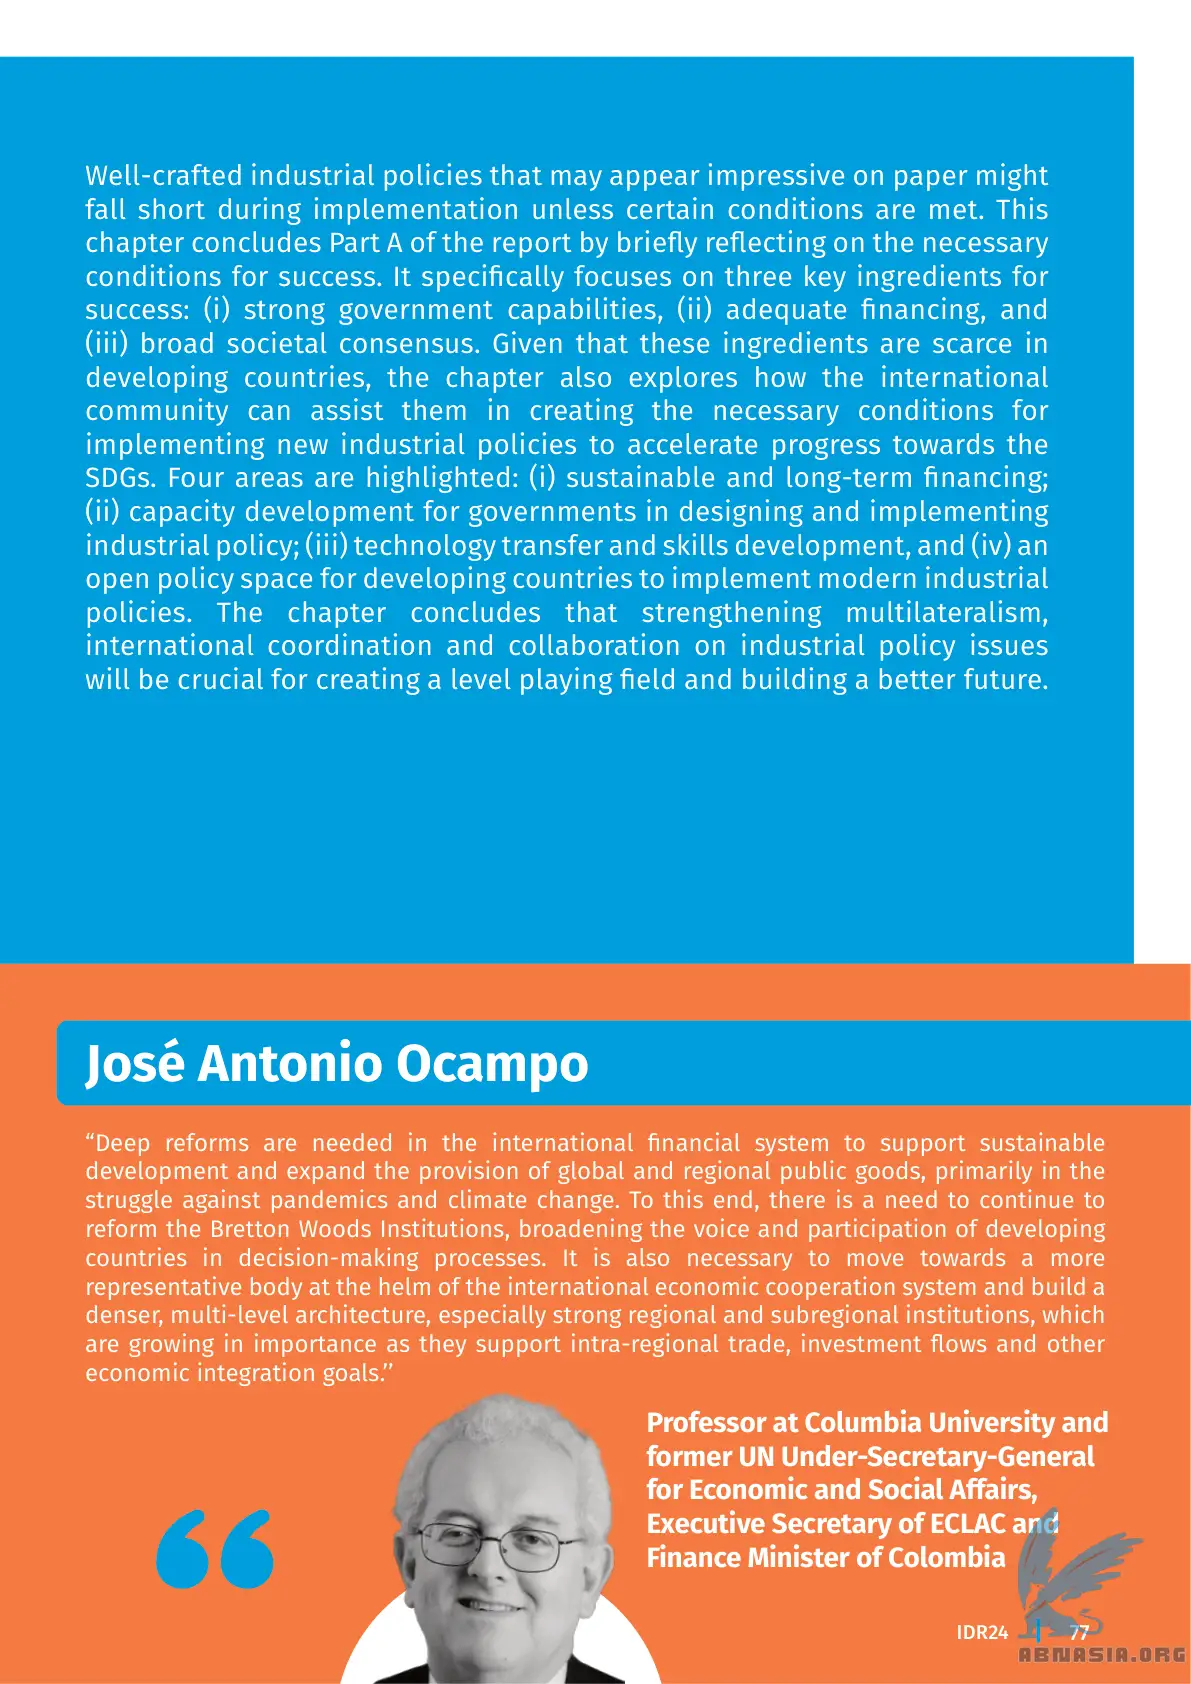 Well-crafted industrial policies that may appear impressive on paper might
fall short during implementation unless certain conditions are met. This
chapter concludes Part A of the report by briefly reflecting on the necessary
conditions for success. It specifically focuses on three key ingredients for
success: (i) strong government capabilities, (ii) adequate financing, and
(iii) broad societal consensus. Given that these ingredients are scarce in
developing countries, the chapter also explores how the international
community can assist them in creating the necessary conditions for
implementing new industrial policies to accelerate progress towards the
SDGs. Four areas are highlighted: (i) sustainable and long-term financing;
(ii) capacity development for governments in designing and implementing
industrial policy; (iii) technology transfer and skills development, and (iv) an
open policy space for developing countries to implement modern industrial
policies. The chapter concludes that strengthening multilateralism,
international coordination and collaboration on industrial policy issues
will be crucial for creating a level playing field and building a better future.
José Antonio Ocampo
“Deep reforms are needed in the international financial system to support sustainable
development and expand the provision of global and regional public goods, primarily in the
struggle against pandemics and climate change. To this end, there is a need to continue to
reform the Bretton Woods Institutions, broadening the voice and participation of developing
countries in decision-making processes. It is also necessary to move towards a more
representative body at the helm of the international economic cooperation system and build a
denser, multi-level architecture, especially strong regional and subregional institutions, which
are growing in importance as they support intra-regional trade, investment flows and other
economic integration goals.’’
Professor at Columbia University and
former UN Under-Secretary-General
for Economic and Social Affairs,
Executive Secretary of ECLAC and
Finance Minister of Colombia
“
IDR24 | 77
ABNASIA.ORG